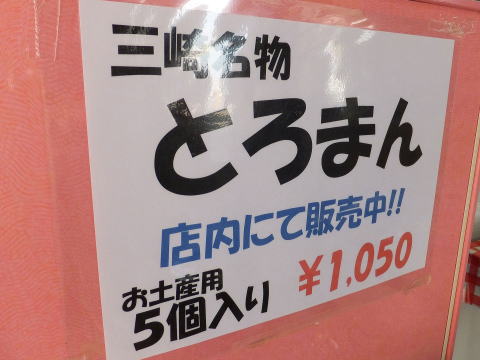 三崎名物
とろまん
店内にて販売中!!
お土産用
5個入り ¥1,050